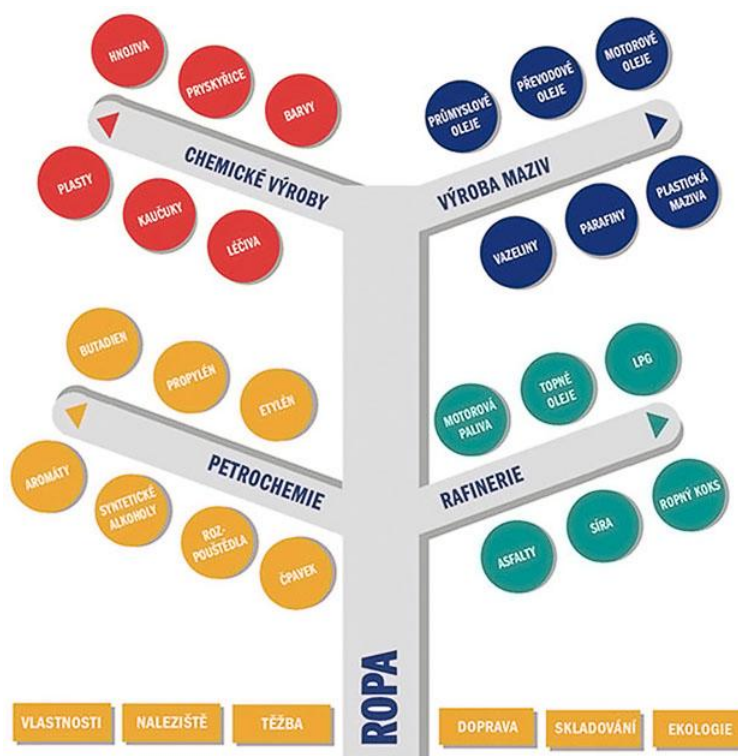 HNOJIVA
PRYSKYŘICE
BARVY
CHEMICKÉ VÝROBY
PLASTY
KAUČUKY
LÉČIVA
MOTOROVÉ
OLEJE
PŘEVODOVÉ
OLEJE
PRŮMYSLOVÉ
OLEJE
VÝROBA MAZIV
PLASTICKÁ
MAZIVA
PARAFINY
VAZELINY
BUTADIEN
PROPYLÉN
ETYLÉN
PETROCHEMIE
AROMÁTY
SYNTETICKÉ
ALKOHOLY
ROZ-
POUŠTĚDLA
ČPAVEK
LPG
TOPNÉ
OLEJE
MOTOROVÁ
PALIVA
RAFINERIE
ROPNÝ KOKS
SÍRA
ASFALTY
ROPA
VLASTNOSTI
NALEZIŠTĚ
TĚŽBA
DOPRAVA
SKLADOVÁNÍ
EKOLOGIE